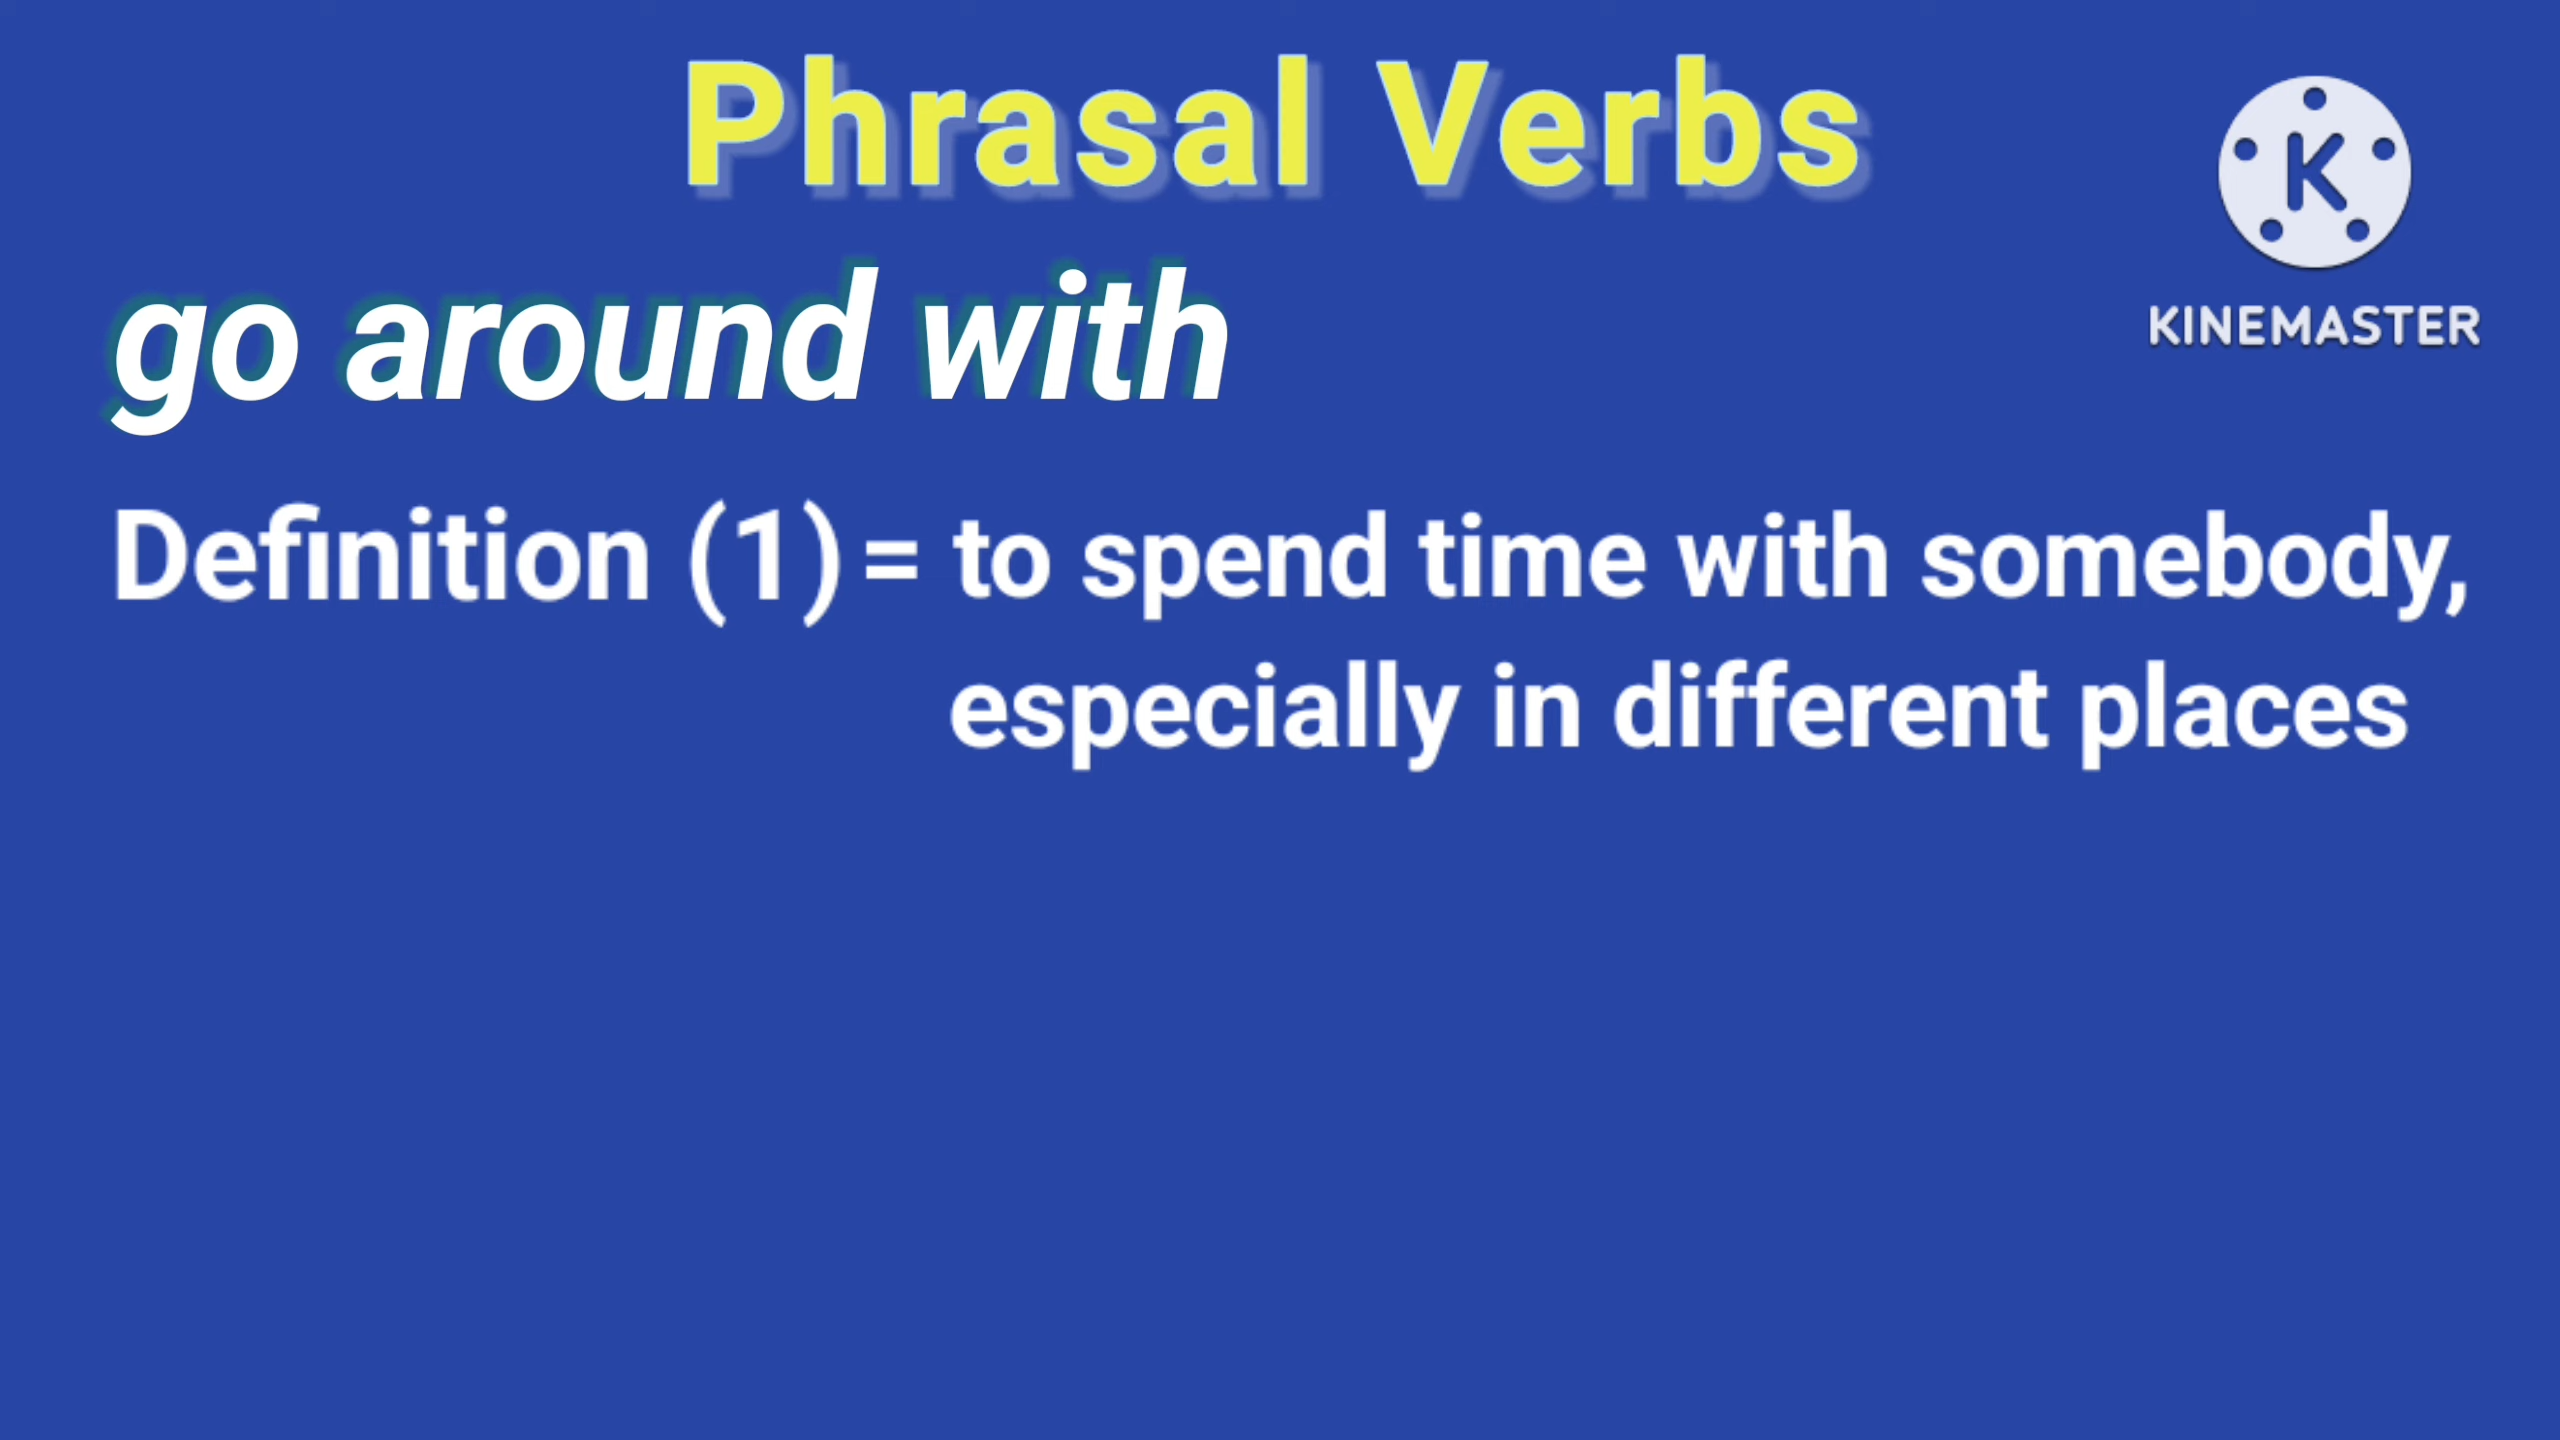 Phrasal Verbs
K
KINEMASTER
go around with
Definition (1) = to spend time with somebody,
especially in different places